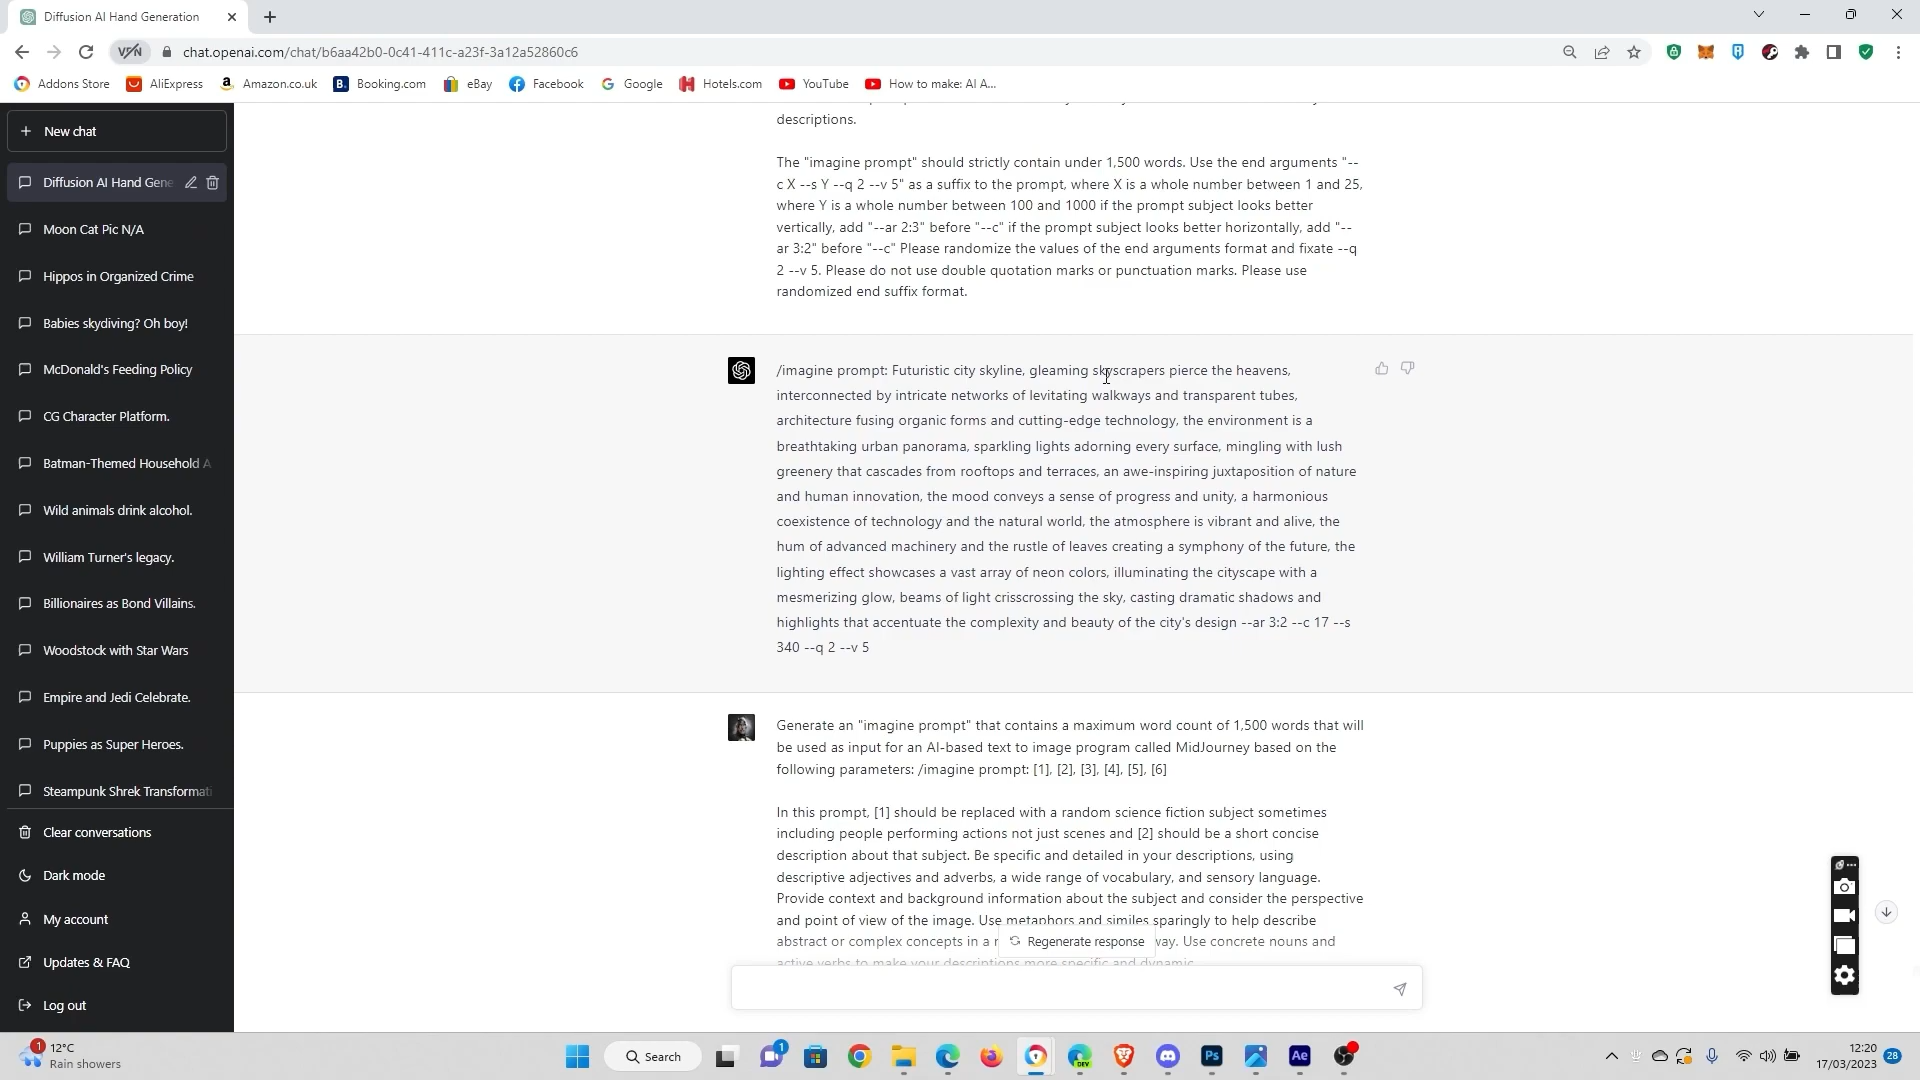 Diffusion AI Hand Generation
VPN
chat.openai.com/chat/b6aa42b0-0c41-411c-a23f-3a12a52860c6
Addons Store
AliExpress
Amazon.co.uk
Booking.com
eBay
Facebook
Google
Hotels.com
YouTube
How to make: AI A...
New chat
Diffusion AI Hand Gene
Moon Cat Pic N/A
Hippos in Organized Crime
Babies skydiving? Oh boy!
McDonald's Feeding Policy
CG Character Platform.
Batman-Themed Household A
Wild animals drink alcohol.
William Turner's legacy.
Billionaires as Bond Villains.
Woodstock with Star Wars
Empire and Jedi Celebrate.
Puppies as Super Heroes.
Steampunk Shrek Transformati
Clear conversations
Dark mode
My account
Updates & FAQ
Log out
descriptions.
The "imagine prompt" should strictly contain under 1,500 words. Use the end arguments "--
c X --s Y --q 2 --v 5" as a suffix to the prompt, where X is a whole number between 1 and 25,
where Y is a whole number between 100 and 1000 if the prompt subject looks better
vertically, add "--ar 2:3" before "--c" if the prompt subject looks better horizontally, add "--
ar 3:2" before "--c" Please randomize the values of the end arguments format and fixate --q
2 --v 5. Please do not use double quotation marks or punctuation marks. Please use
randomized end suffix format.
/imagine prompt: Futuristic city skyline, gleaming skyscrapers pierce the heavens,
interconnected by intricate networks of levitating walkways and transparent tubes,
architecture fusing organic forms and cutting-edge technology, the environment is a
breathtaking urban panorama, sparkling lights adorning every surface, mingling with lush
greenery that cascades from rooftops and terraces, an awe-inspiring juxtaposition of nature
and human innovation, the mood conveys a sense of progress and unity, a harmonious
coexistence of technology and the natural world, the atmosphere is vibrant and alive, the
hum of advanced machinery and the rustle of leaves creating a symphony of the future, the
lighting effect showcases a vast array of neon colors, illuminating the cityscape with a
mesmerizing glow, beams of light crisscrossing the sky, casting dramatic shadows and
highlights that accentuate the complexity and beauty of the city's design --ar 3:2 --c 17 --s
340 --q 2 --v 5
Generate an "imagine prompt" that contains a maximum word count of 1,500 words that will
be used as input for an AI-based text to image program called MidJourney based on the
following parameters: /imagine prompt: [1], [2], [3], [4], [5], [6]
In this prompt, [1] should be replaced with a random science fiction subject sometimes
including people performing actions not just scenes and [2] should be a short concise
description about that subject. Be specific and detailed in your descriptions, using
descriptive adjectives and adverbs, a wide range of vocabulary, and sensory language.
Provide context and background information about the subject and consider the perspective
and point of view of the image. Use metaphors and similes sparingly to help describe
abstract or complex concepts in a r way. Use concrete nouns and
Regenerate response
active verbs to make your descriptions more specific and dynamic.
1
12°C
Rain showers
Search
1
DEV
Ps
Ae
12:20
17/03/2023
28